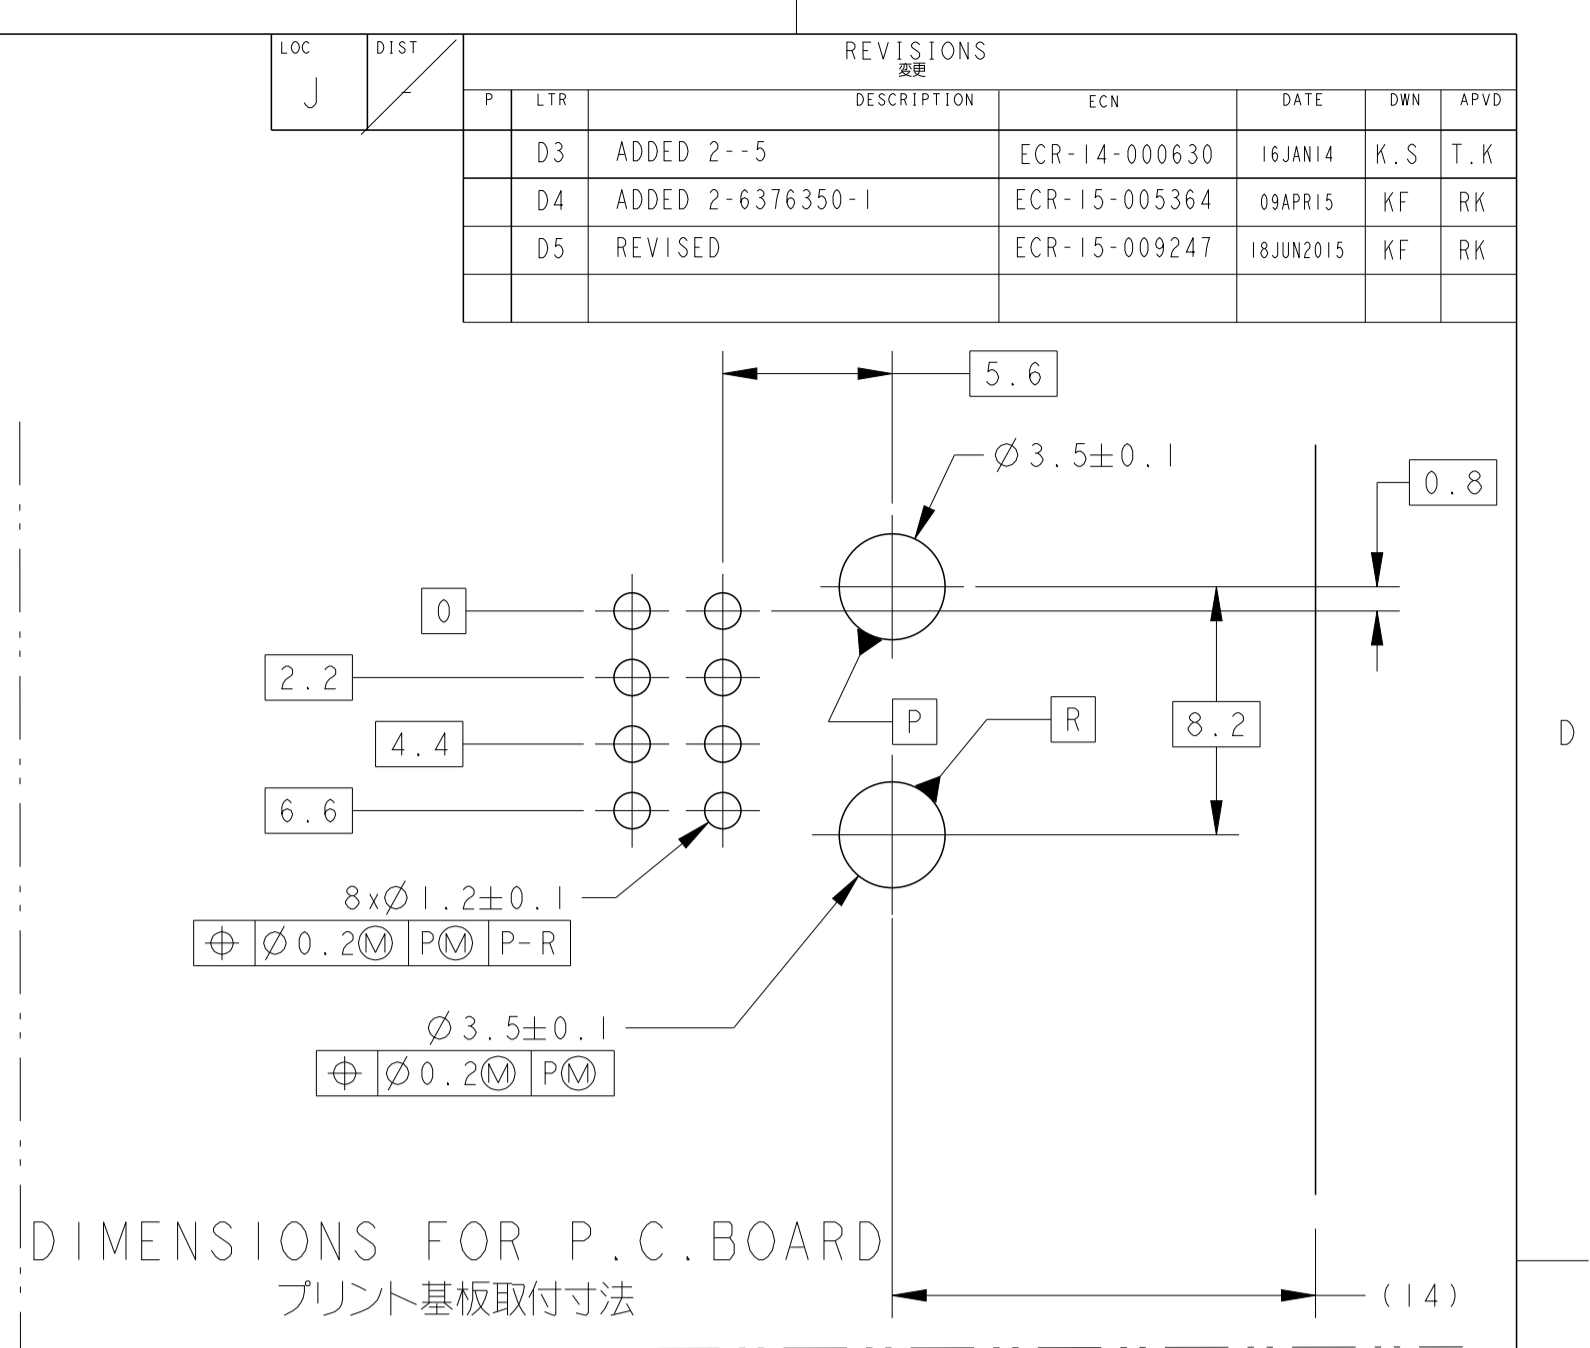 LOC
DIST
REVISIONS
変更
J
-
P LTR DESCRIPTION ECN DATE DWN APVD
D3 ADDED 2--5 ECR-14-000630 16JAN14 K.S T.K
D4 ADDED 2-6376350-1 ECR-15-005364 09APR15 KF RK
D5 REVISED ECR-15-009247 18JUN2015 KF RK
5.6
Ø3.5±0.1
0.8
0
2.2
P
R
8.2
D
4.4
6.6
8xØ1.2±0.1
⌖ Ø0.2Ⓜ PⓂ P-R
Ø3.5±0.1
⌖ Ø0.2Ⓜ PⓂ
DIMENSIONS FOR P.C.BOARD
プリント基板取付寸法
(14)